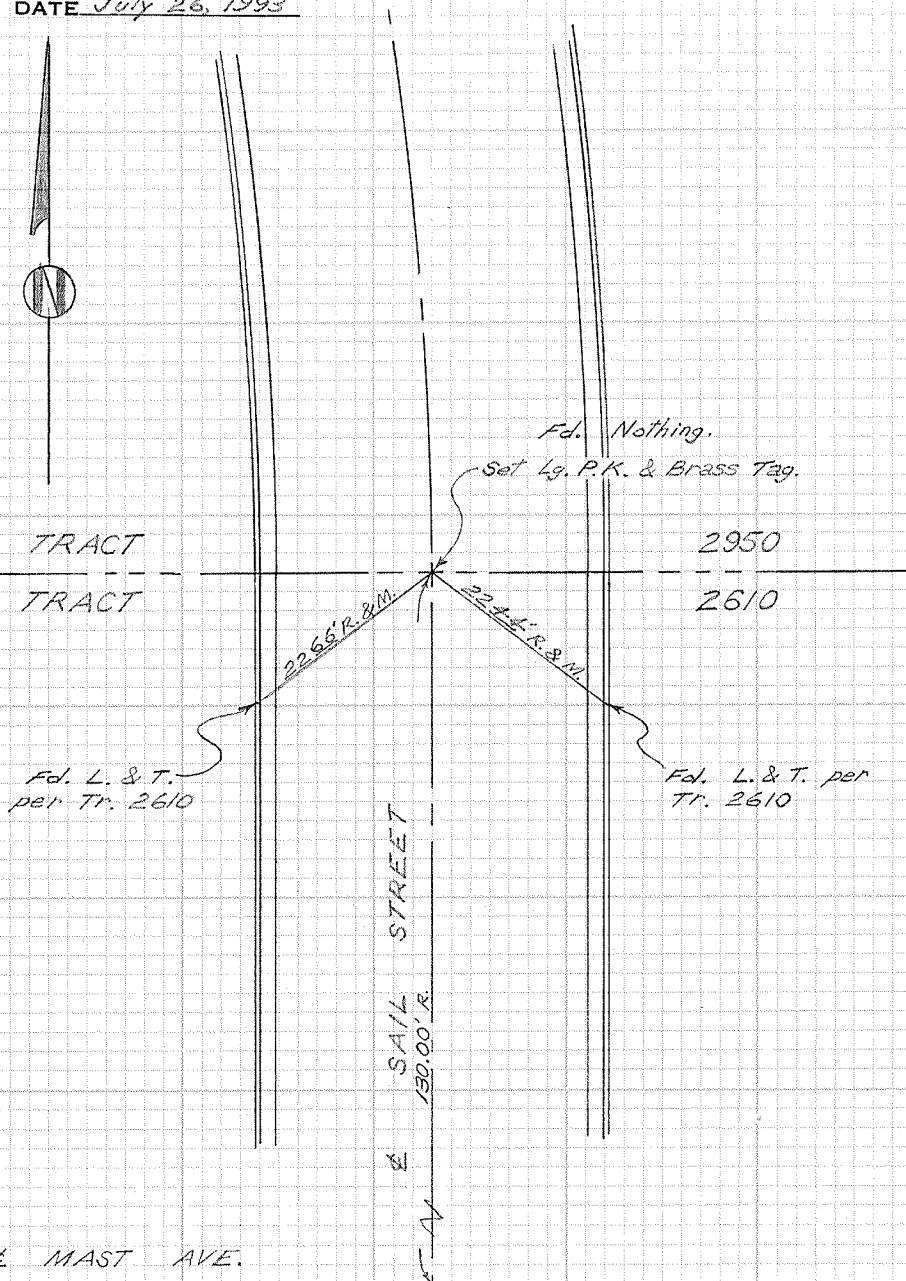 DATE July 26, 1993
N
Fd. Nothing.
Set Lg. P.K. & Brass Tag.
TRACT 2950
TRACT 2610
22.66' R. & M.
22.44' R. & M.
Fd. L. & T.
per Tr. 2610
Fd. L. & T. per
Tr. 2610
℄ SAIL STREET
130.00' R.
℄ MAST AVE.